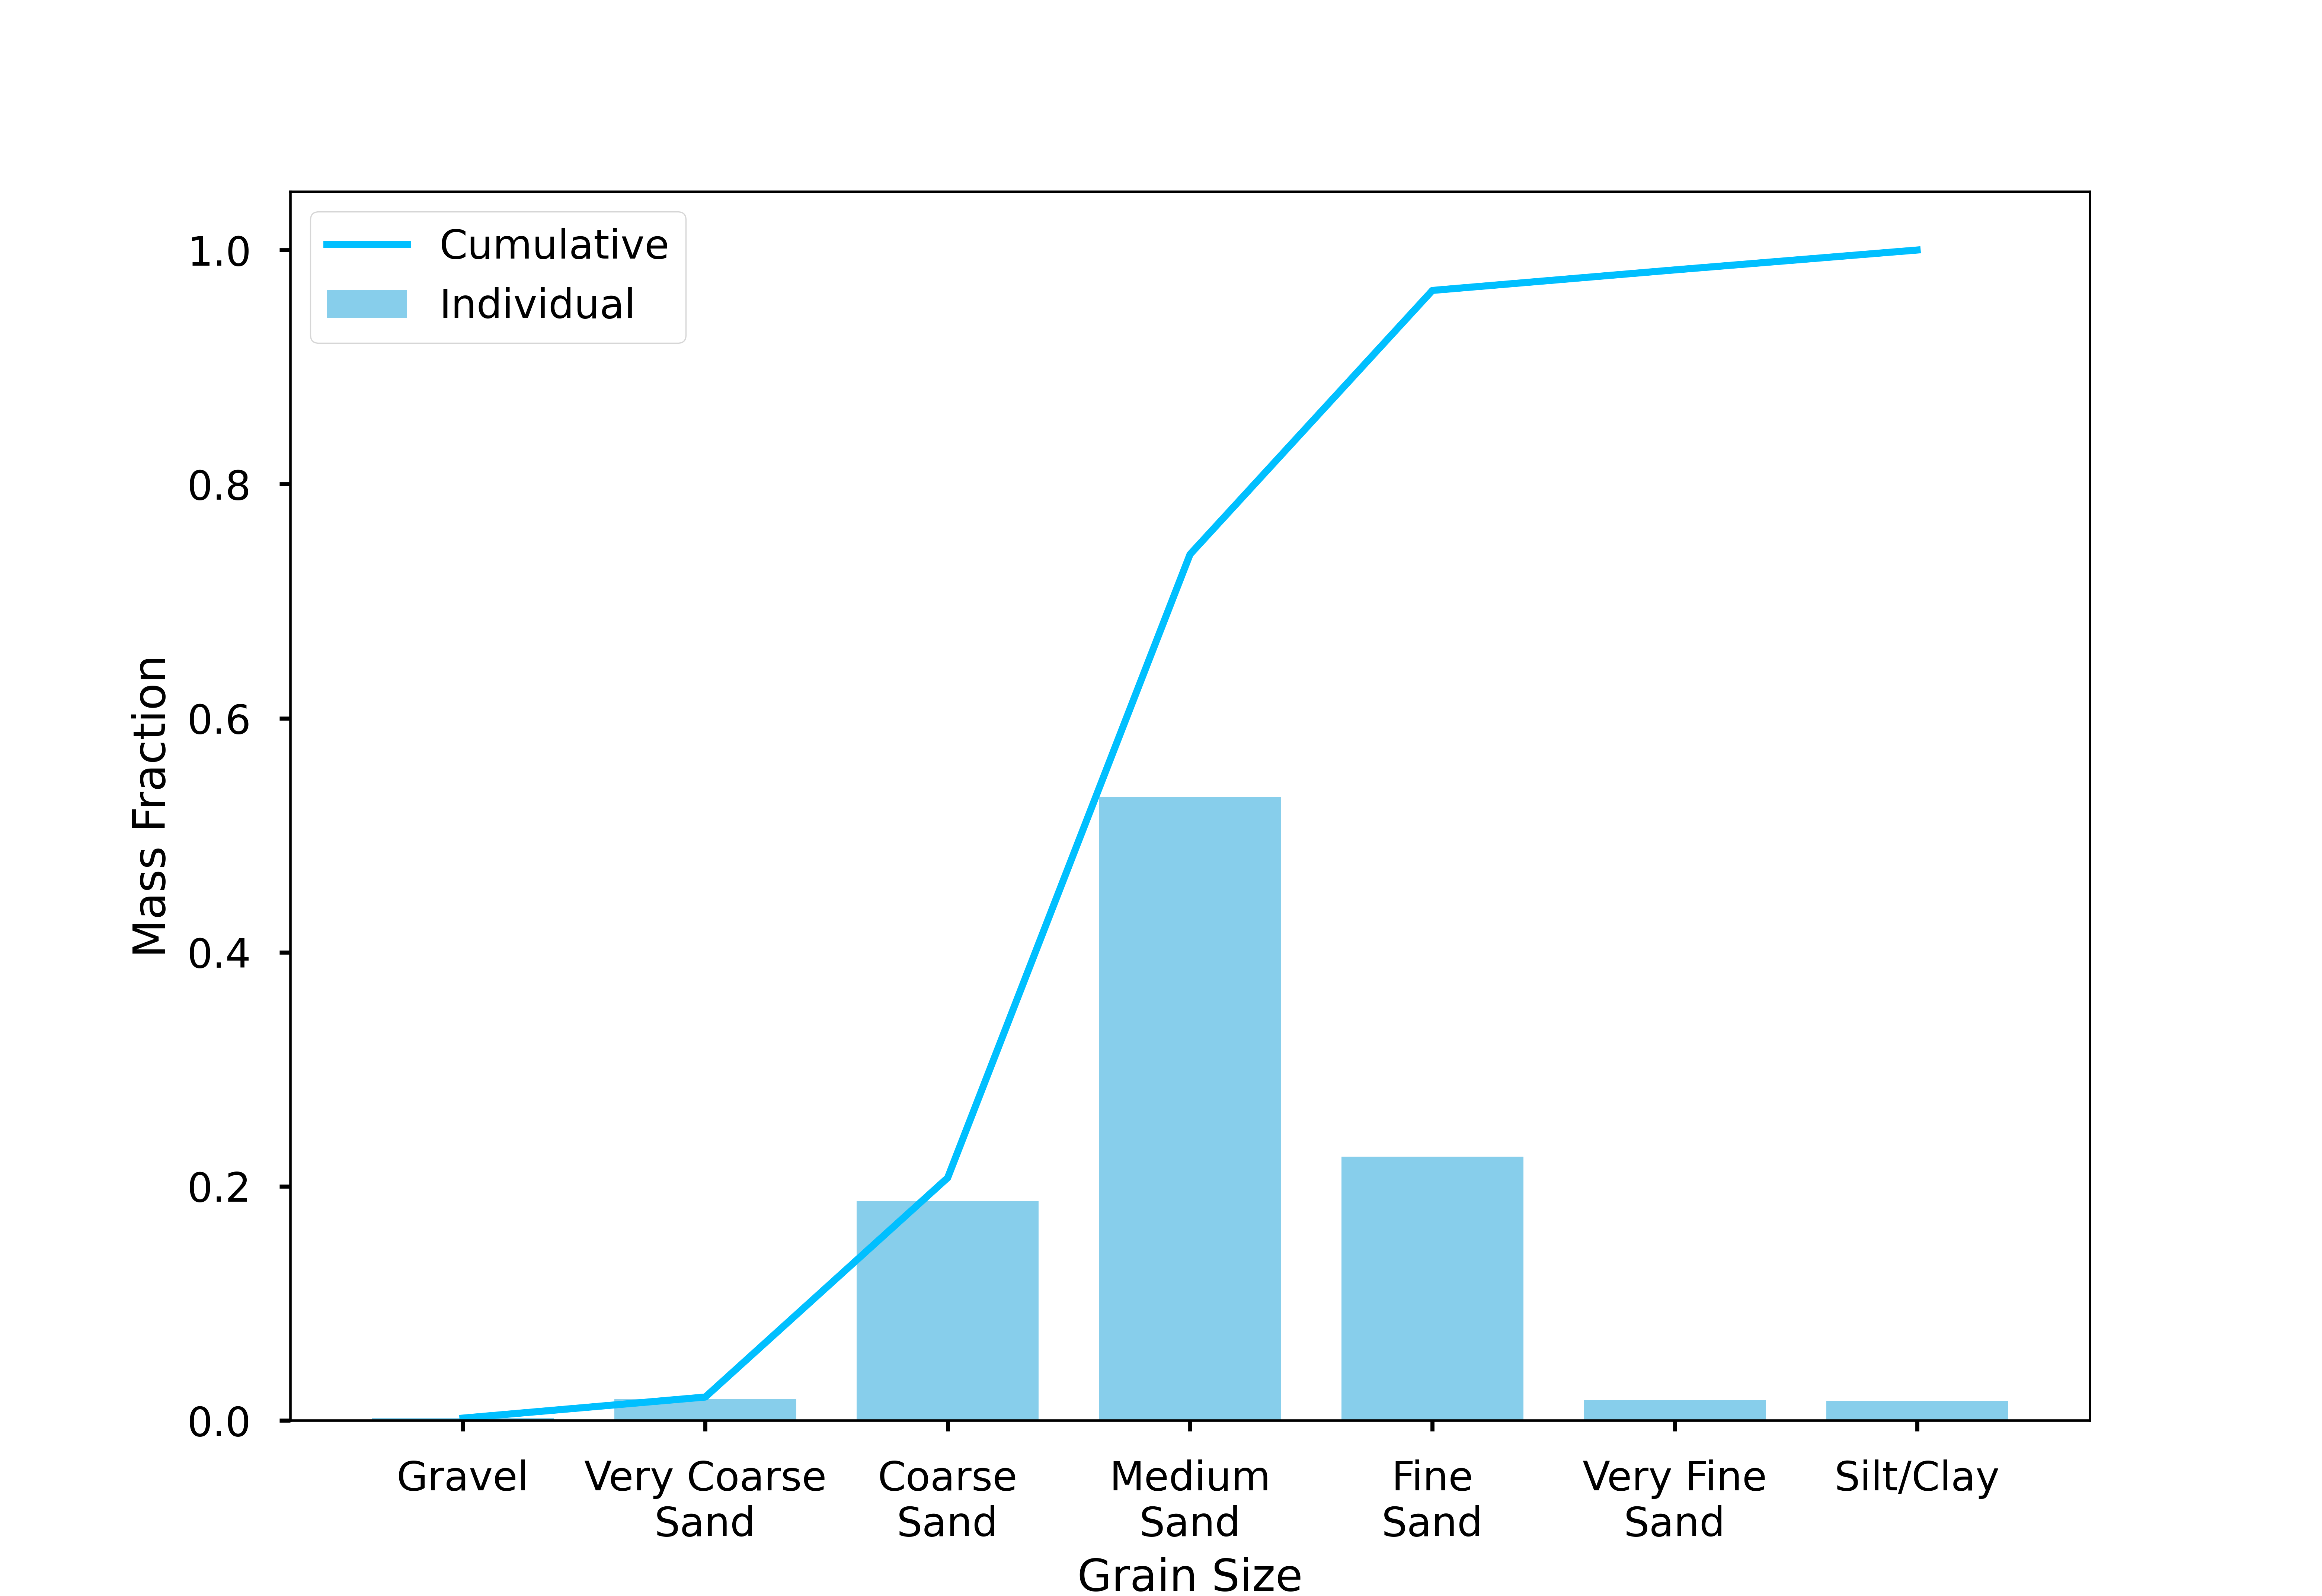 Cumulative
Individual
1.0
0.8
0.6
0.4
0.2
0.0
Mass Fraction
Gravel
Very Coarse
Sand
Coarse
Sand
Medium
Sand
Fine
Sand
Very Fine
Sand
Silt/Clay
Grain Size